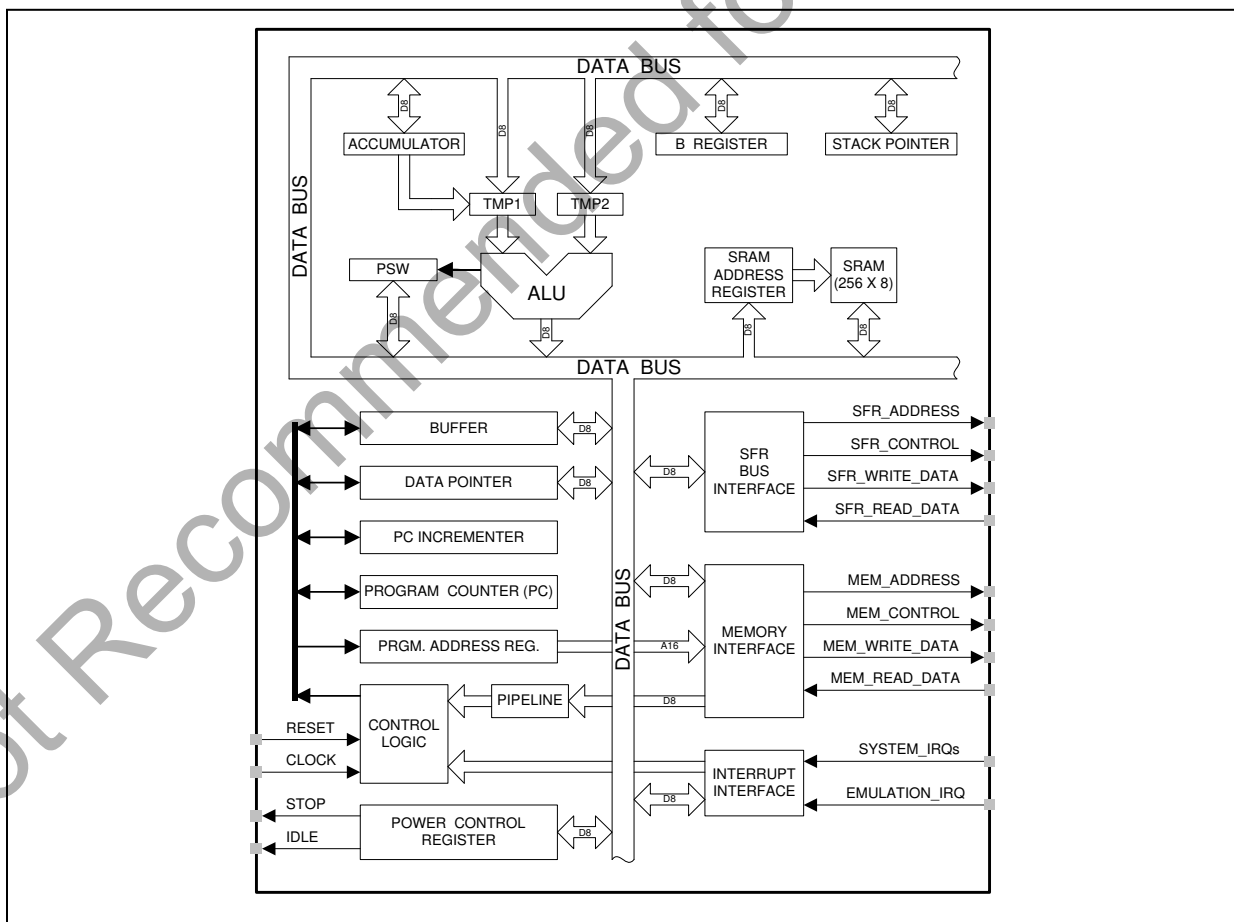 DATA BUS
D8
D8
D8
D8
D8
ACCUMULATOR
B REGISTER
STACK POINTER
DATA BUS
TMP1
TMP2
PSW
ALU
SRAM
ADDRESS
REGISTER
SRAM
(256 X 8)
D8
D8
D8
D8
DATA BUS
BUFFER
D8
DATA POINTER
D8
PC INCREMENTER
PROGRAM COUNTER (PC)
PRGM. ADDRESS REG.
A16
PIPELINE
D8
CONTROL
LOGIC
RESET
CLOCK
STOP
IDLE
POWER CONTROL
REGISTER
D8
DATA BUS
D8
SFR
BUS
INTERFACE
SFR_ADDRESS
SFR_CONTROL
SFR_WRITE_DATA
SFR_READ_DATA
D8
MEMORY
INTERFACE
MEM_ADDRESS
MEM_CONTROL
MEM_WRITE_DATA
MEM_READ_DATA
D8
INTERRUPT
INTERFACE
SYSTEM_IRQs
EMULATION_IRQ
Recommended